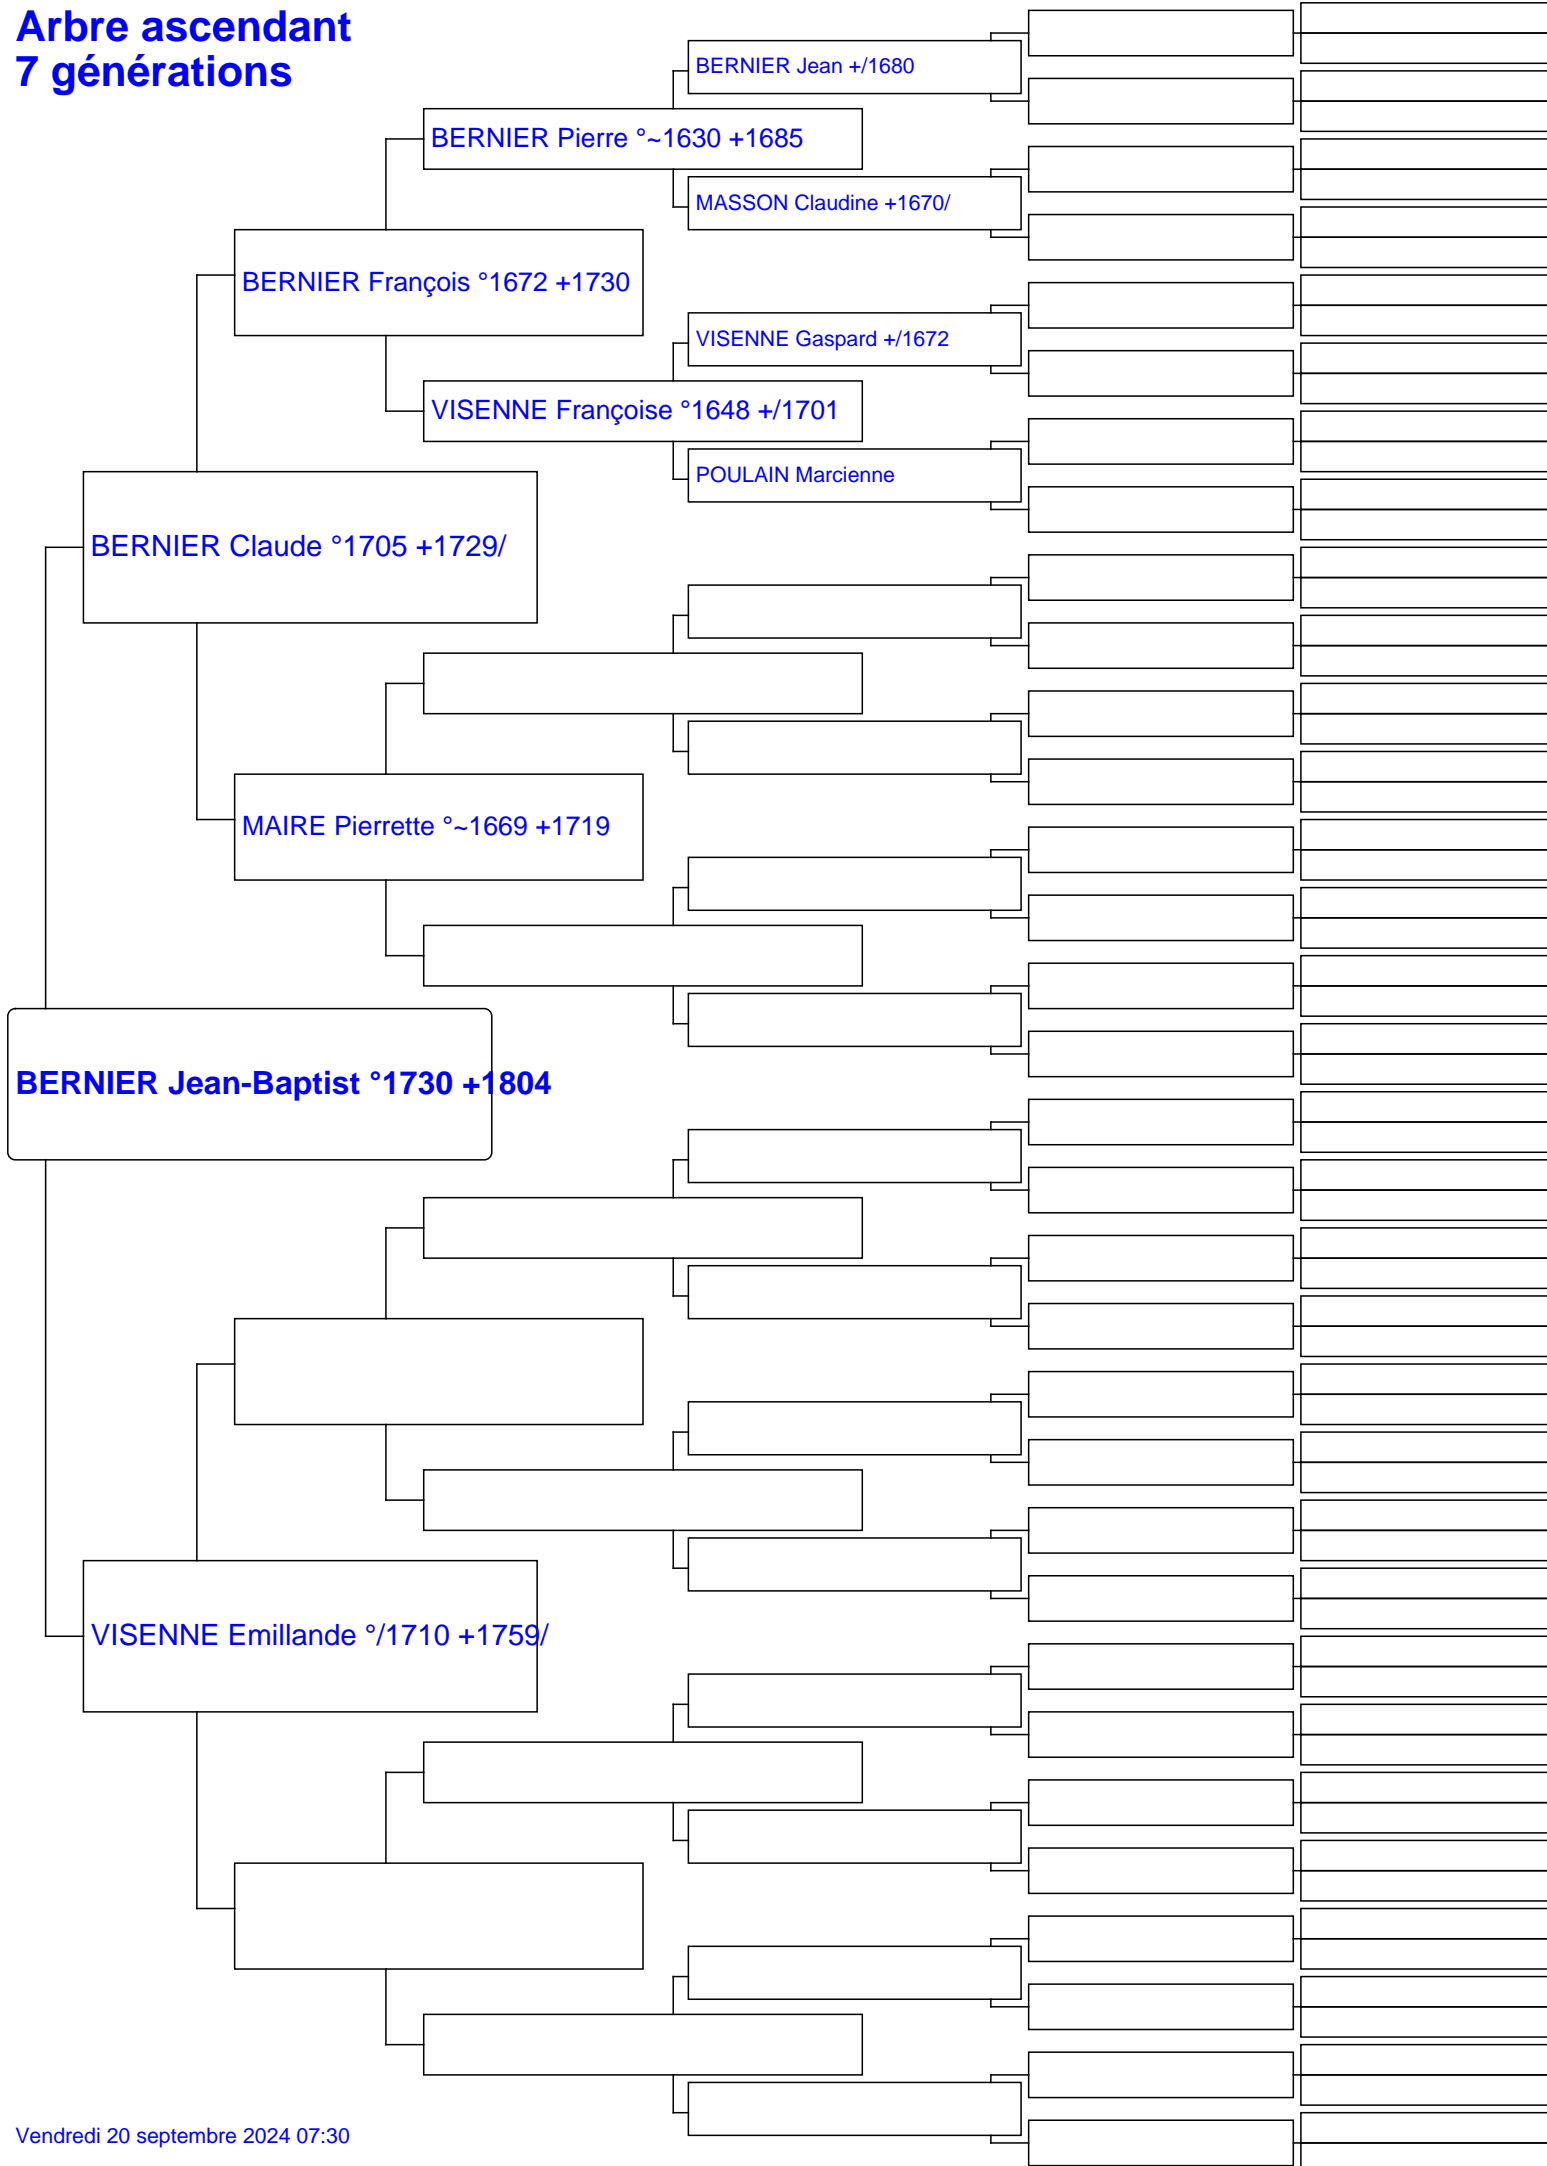 Arbre ascendant
7 générations
BERNIER Jean +/1680
BERNIER Pierre °~1630 +1685
MASSON Claudine +1670/
BERNIER François °1672 +1730
VISENNE Gaspard +/1672
VISENNE Françoise °1648 +/1701
POULAIN Marcienne
BERNIER Claude °1705 +1729/
MAIRE Pierrette °~1669 +1719
BERNIER Jean-Baptist °1730 +1804
VISENNE Emillande °/1710 +1759/
Vendredi 20 septembre 2024 07:30